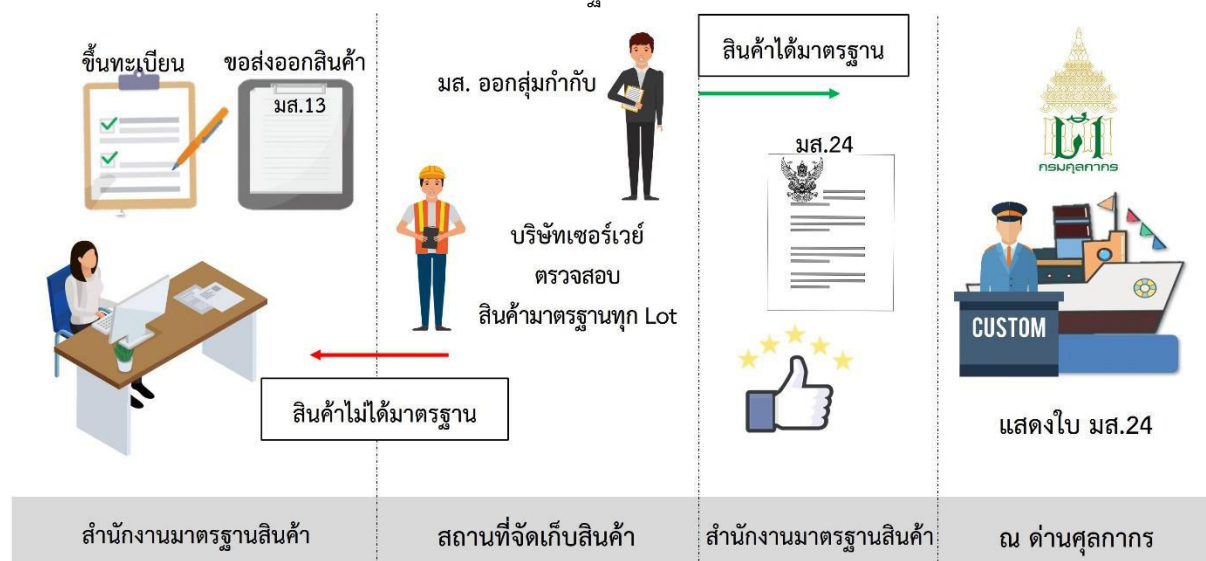 ขึ้นทะเบียน
ขอส่งออกสินค้า
มส.13
มส. ออกสุ่มกำกับ
บริษัทเซอร์เวย์
ตรวจสอบ
สินค้ามาตรฐานทุก Lot
สินค้าไม่ได้มาตรฐาน
สินค้าได้มาตรฐาน
มส.24
กรมศุลกากร
CUSTOM
แสดงใบ มส.24
สำนักงานมาตรฐานสินค้า
สถานที่จัดเก็บสินค้า
สำนักงานมาตรฐานสินค้า
ณ ด่านศุลกากร